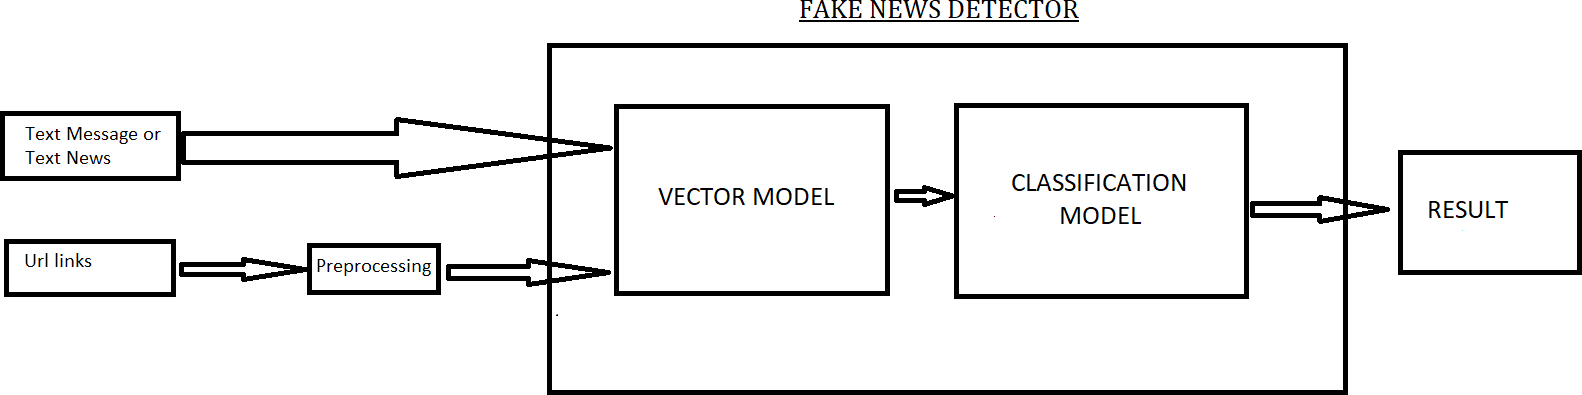 FAKE NEWS DETECTOR
Text Message or
Text News
VECTOR MODEL
CLASSIFICATION
MODEL
RESULT
Url links
Preprocessing